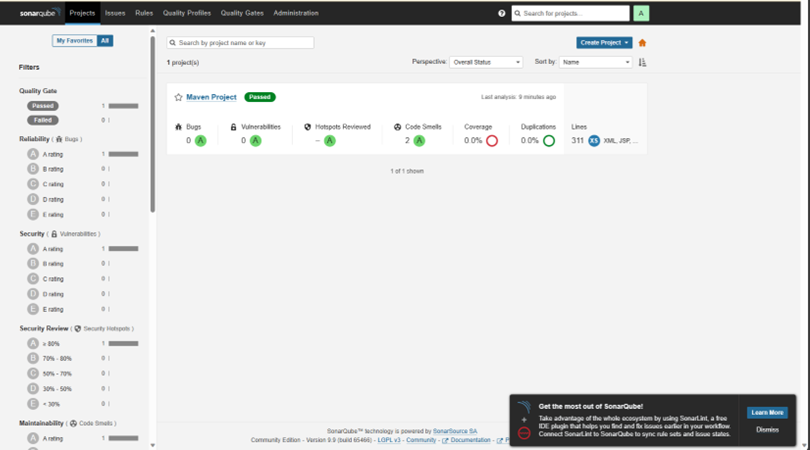 sonarqube Projects Issues Rules Quality Profiles Quality Gates Administration ? Search for projects... A
My Favorites All
Search by project name or key Create Project
1 project(s) Perspective: Overall Status Sort by: Name
Filters
Quality Gate
Passed 1
Failed 0
Reliability ( Bugs )
A A rating 1
B B rating 0
C C rating 0
D D rating 0
E E rating 0
Security ( Vulnerabilities )
A A rating 1
B B rating 0
C C rating 0
D D rating 0
E E rating 0
Security Review ( Security Hotspots )
A ≥ 80% 1
B 70% - 80% 0
C 50% - 70% 0
D 30% - 50% 0
E < 30% 0
Maintainability ( Code Smells )
A A rating 1
Maven Project Passed Last analysis: 9 minutes ago
Bugs Vulnerabilities Hotspots Reviewed Code Smells Coverage Duplications Lines
0 A 0 A – A 2 A 0.0% 0.0% 311 XS XML, JSP, ...
1 of 1 shown
SonarQube™ technology is powered by SonarSource SA
Community Edition - Version 9.9 (build 65466) - LGPL v3 - Community - Documentation -
Get the most out of SonarQube!
Take advantage of the whole ecosystem by using SonarLint, a free
IDE plugin that helps you find and fix issues earlier in your workflow.
Connect SonarLint to SonarQube to sync rule sets and issue states.
Learn More
Dismiss